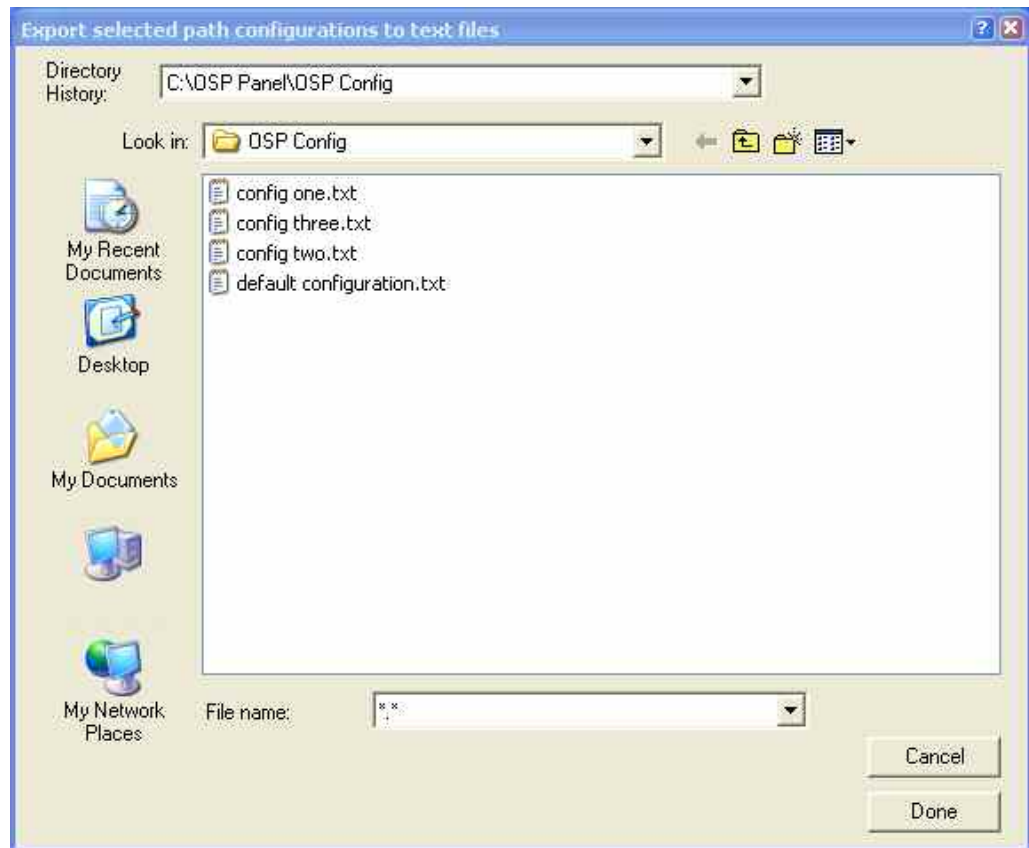 Export selected path configurations to text files
Directory
History:
C:\OSP Panel\OSP Config
Look in:
OSP Config
config one.txt
config three.txt
config two.txt
default configuration.txt
My Recent
Documents
Desktop
My Documents
My Network
Places
File name:
*.*
Cancel
Done